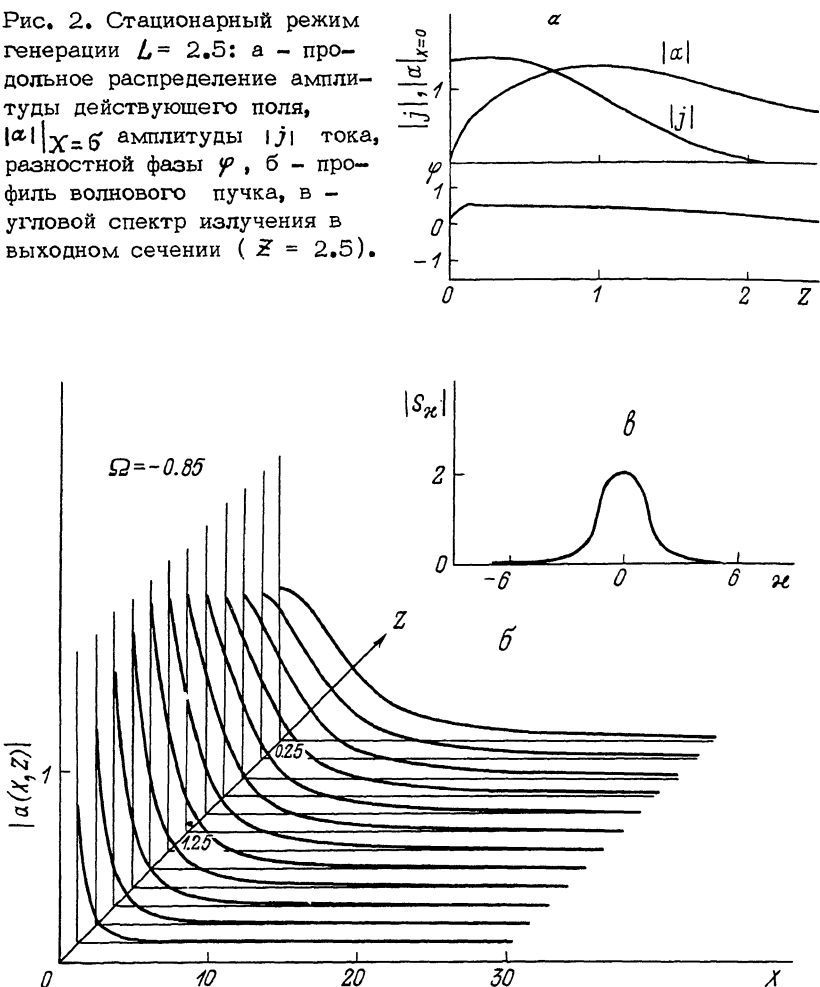 Рис. 2. Стационарный режим
генерации L = 2.5: а – про-
дольное распределение ампли-
туды действующего поля,
|a||χ=б амплитуды |j| тока,
разностной фазы φ , б – про-
филь волнового пучка, в –
угловой спектр излучения в
выходном сечении ( Z = 2.5).
а
|j|, |a|x=0
1
|a|
|j|
φ
1
0
-1
0
1
2
Z
|Sϰ|
в
2
0
-6
0
6
ϰ
Ω=-0.85
Z
б
|a(x,z)|
1
0.25
1.25
0
10
20
30
X